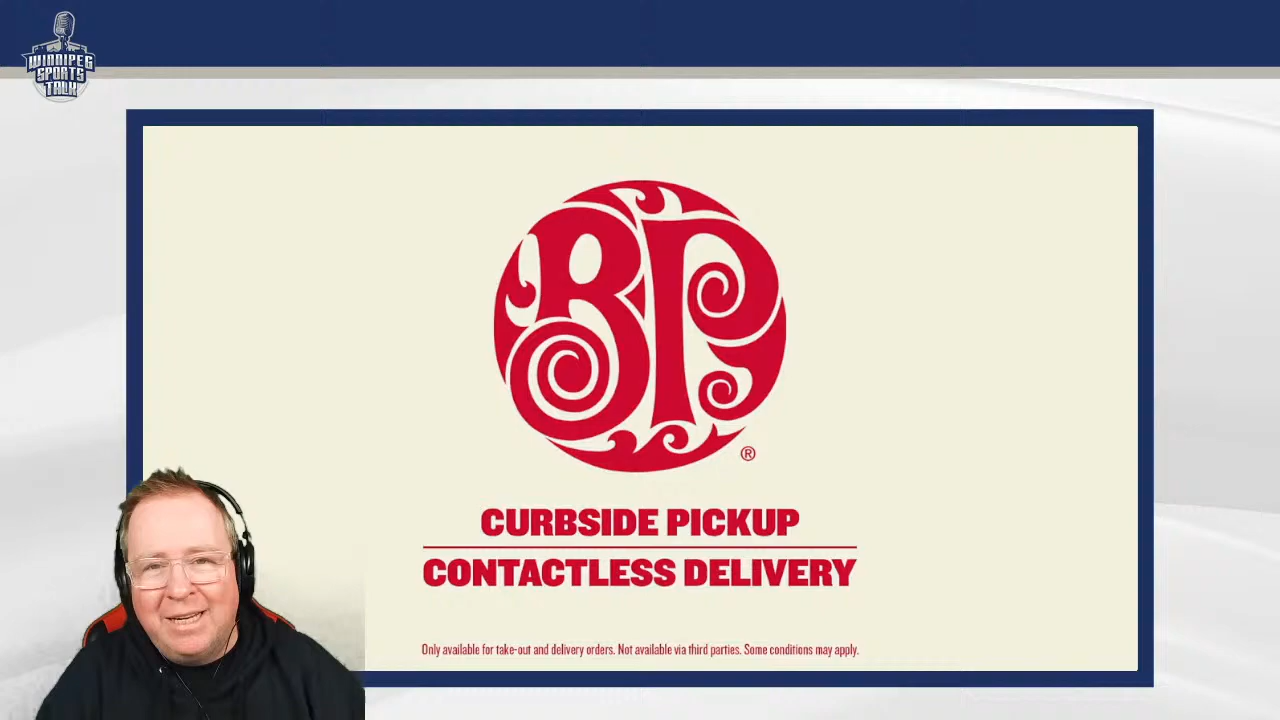 WINNIPEG
SPORTS
TALK
BP
®
CURBSIDE PICKUP
CONTACTLESS DELIVERY
Only available for take-out and delivery orders. Not available via third parties. Some conditions may apply.